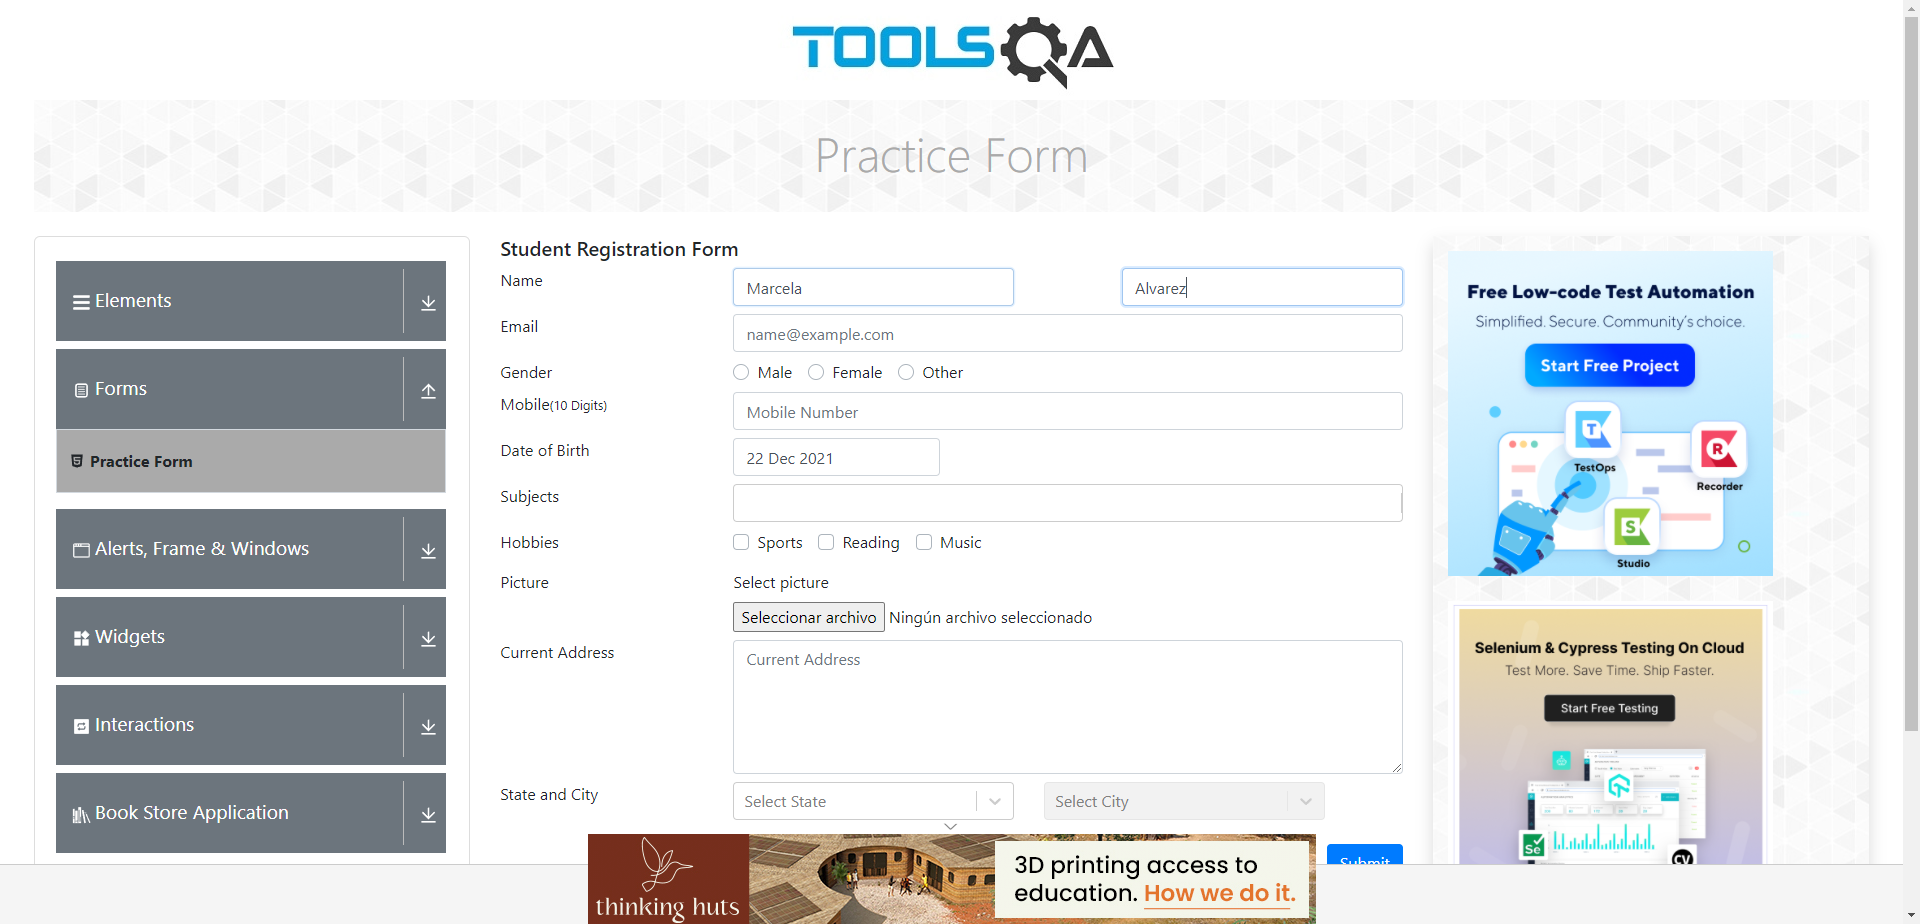 TOOLSQA
Practice Form
Elements
Forms
Practice Form
Alerts, Frame & Windows
Widgets
Interactions
Book Store Application
Student Registration Form
Name
Marcela
Alvarez
Email
name@example.com
Gender
Male
Female
Other
Mobile(10 Digits)
Mobile Number
Date of Birth
22 Dec 2021
Subjects
Hobbies
Sports
Reading
Music
Picture
Select picture
Seleccionar archivo
Ningún archivo seleccionado
Current Address
Current Address
State and City
Select State
Select City
Submit
Free Low-code Test Automation
Simplified. Secure. Community's choice.
Start Free Project
T
TestOps
R
Recorder
S
Studio
Selenium & Cypress Testing On Cloud
Test More. Save Time. Ship Faster.
Start Free Testing
Se
CY
thinking huts
3D printing access to
education. How we do it.